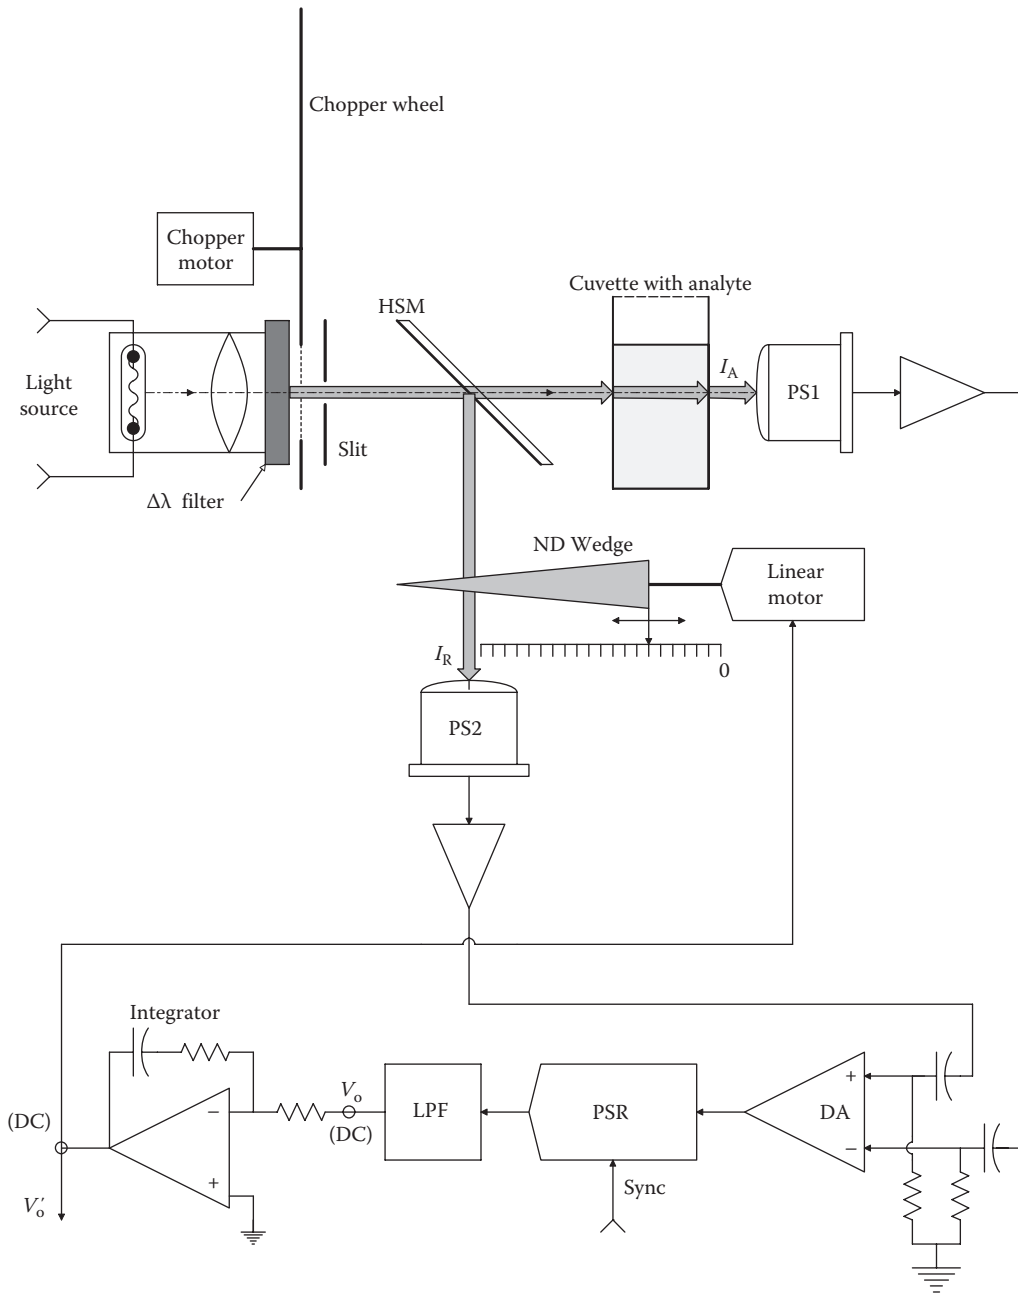 Chopper wheel
Chopper
motor
Cuvette with analyte
HSM
Light
source
I_A
PS1
Slit
Δλ filter
ND Wedge
Linear
motor
I_R
0
PS2
Integrator
(DC)
V_o
(DC)
LPF
PSR
DA
+
−
−
+
Sync
V_o′